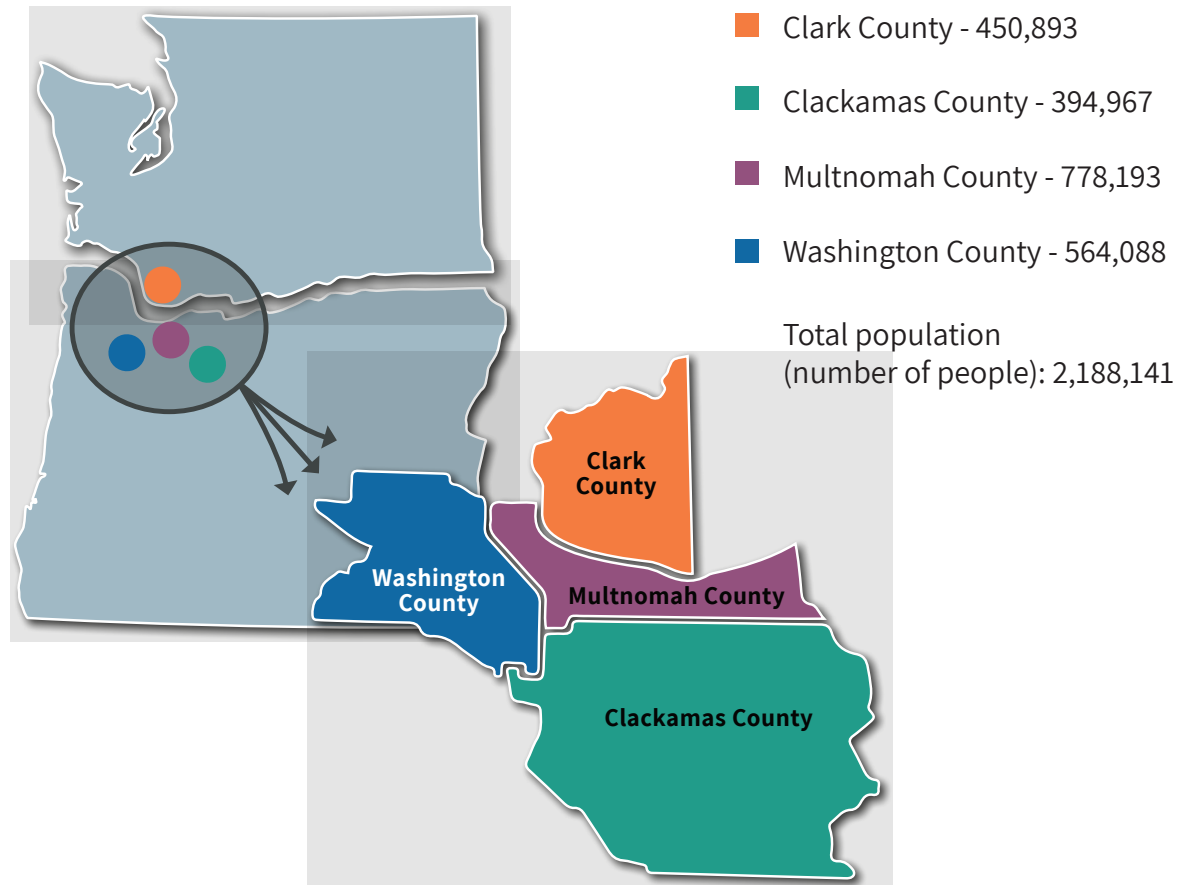 Clark County - 450,893
Clackamas County - 394,967
Multnomah County - 778,193
Washington County - 564,088
Total population
(number of people): 2,188,141
Clark
County
Washington
County
Multnomah County
Clackamas County